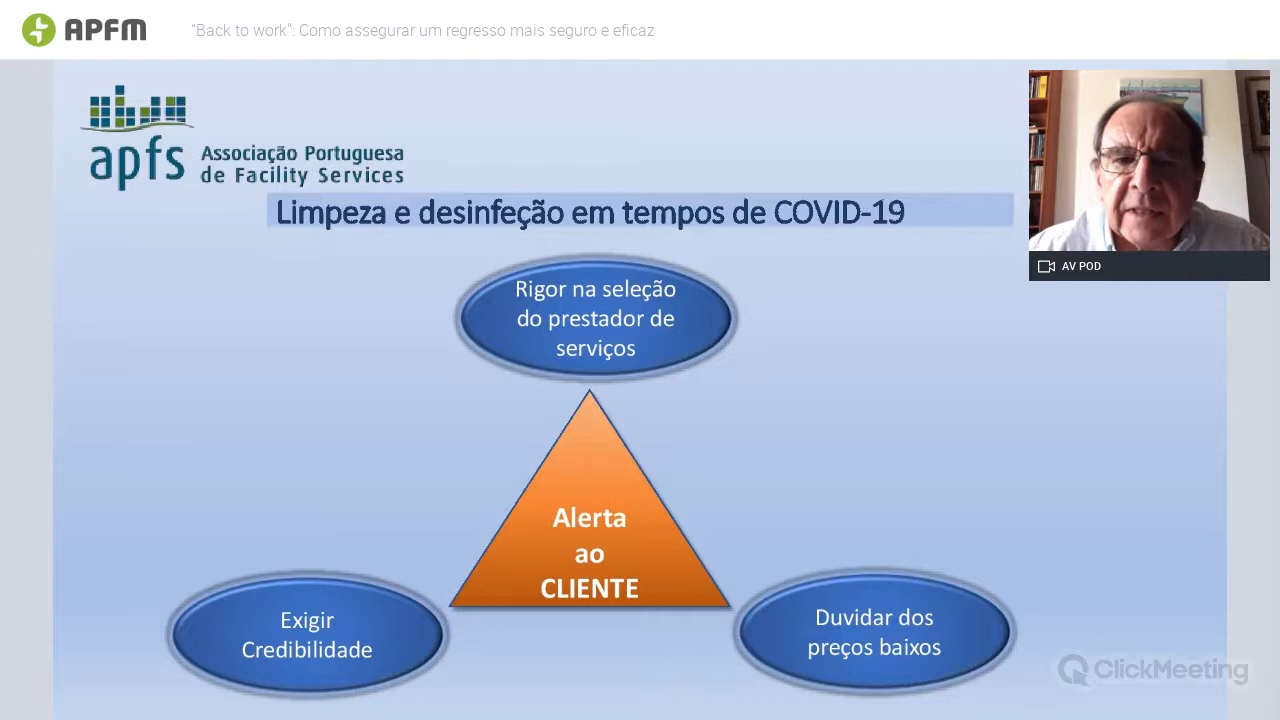 APFM
“Back to work”. Como assegurar um regresso mais seguro e eficaz
apfs
Associação Portuguesa
de Facility Services
Limpeza e desinfeção em tempos de COVID-19
AV POD
Rigor na seleção
do prestador de
serviços
Alerta
ao
CLIENTE
Exigir
Credibilidade
Duvidar dos
preços baixos
ClickMeeting